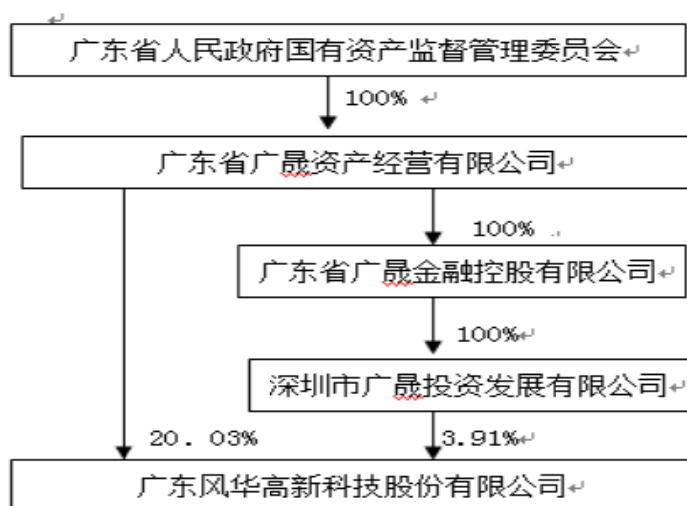 广东省人民政府国有资产监督管理委员会
100%
广东省广晟资产经营有限公司
100%
广东省广晟金融控股有限公司
100%
深圳市广晟投资发展有限公司
20. 03%
3.91%
广东风华高新科技股份有限公司